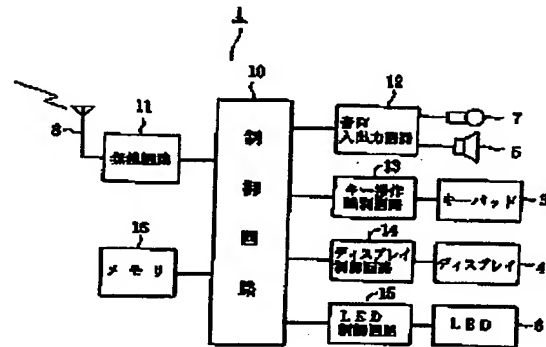 1
10
11
8
無線回路
制御回路
12
音声
入出力回路
7
5
13
キー操作
制御回路
キーパッド
3
14
ディスプレイ
制御回路
ディスプレイ
4
16
メモリ
15
LED
制御回路
LED
6